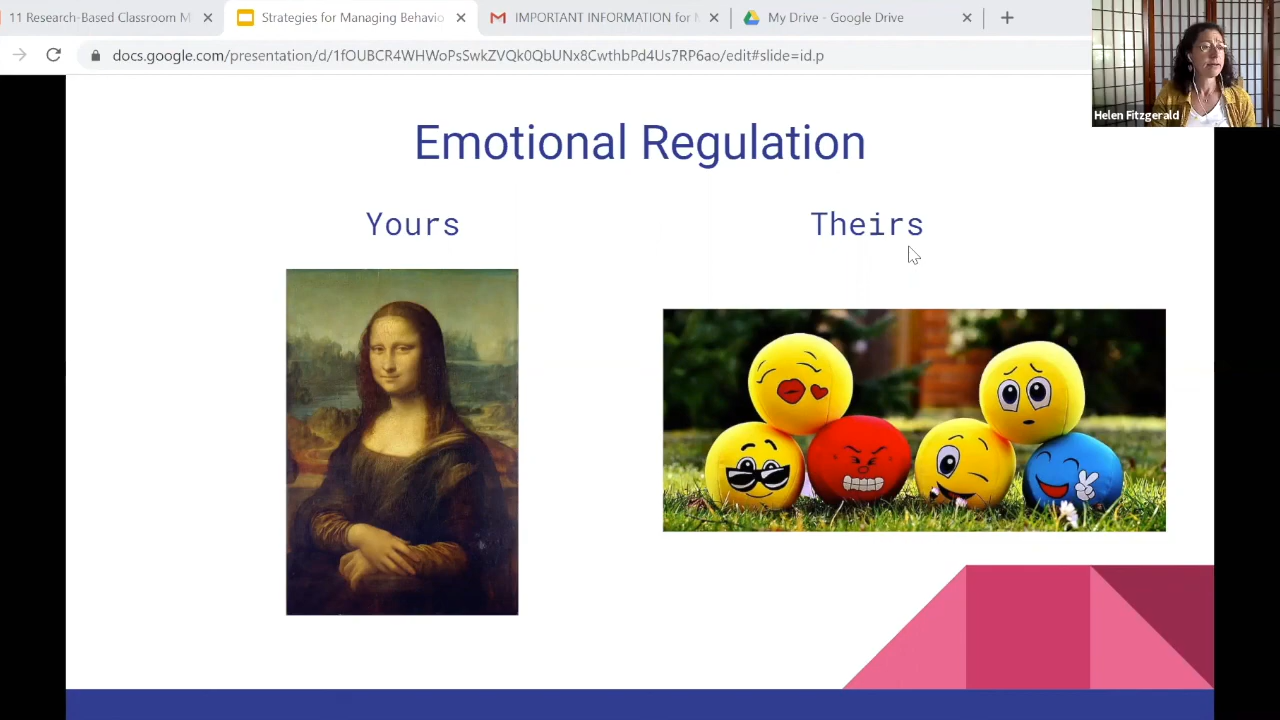 11 Research-Based Classroom M
Strategies for Managing Behavio
IMPORTANT INFORMATION for
My Drive - Google Drive
docs.google.com/presentation/d/1fOUBCR4WHWoPsSwkZVQk0QbUNx8CwthbPd4Us7RP6ao/edit#slide=id.p
Helen Fitzgerald
Emotional Regulation
Yours
Theirs